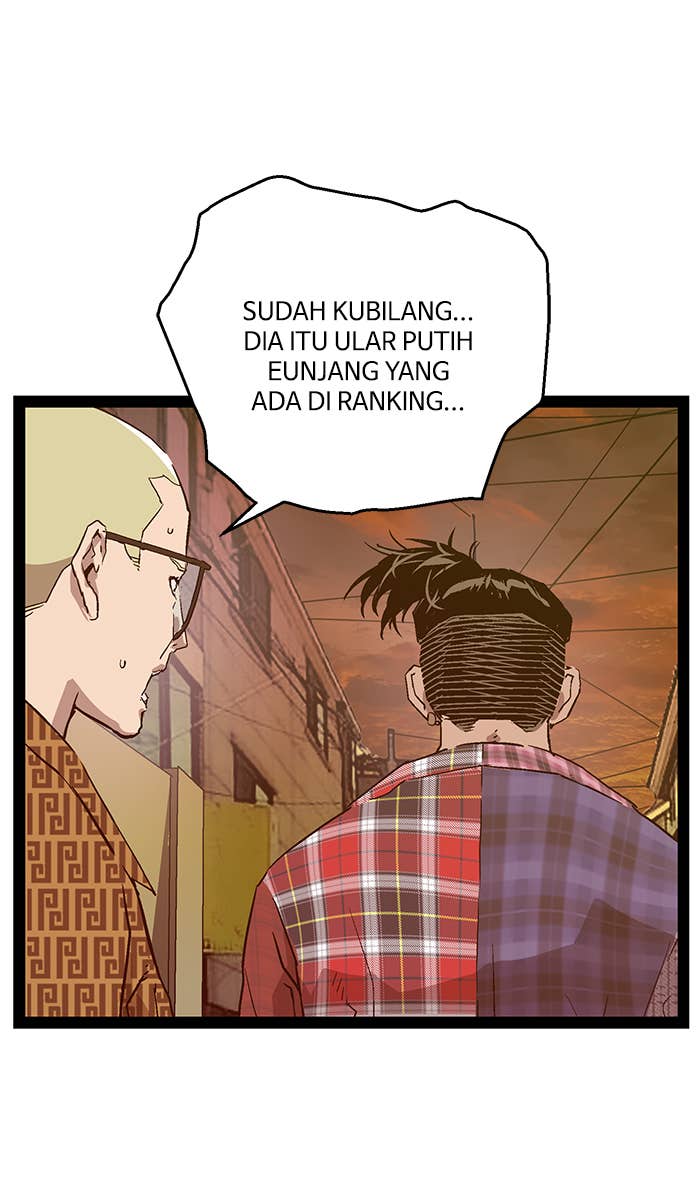 SUDAH KUBILANG...
DIA ITU ULAR PUTIH
EUNJANG YANG
ADA DI RANKING...